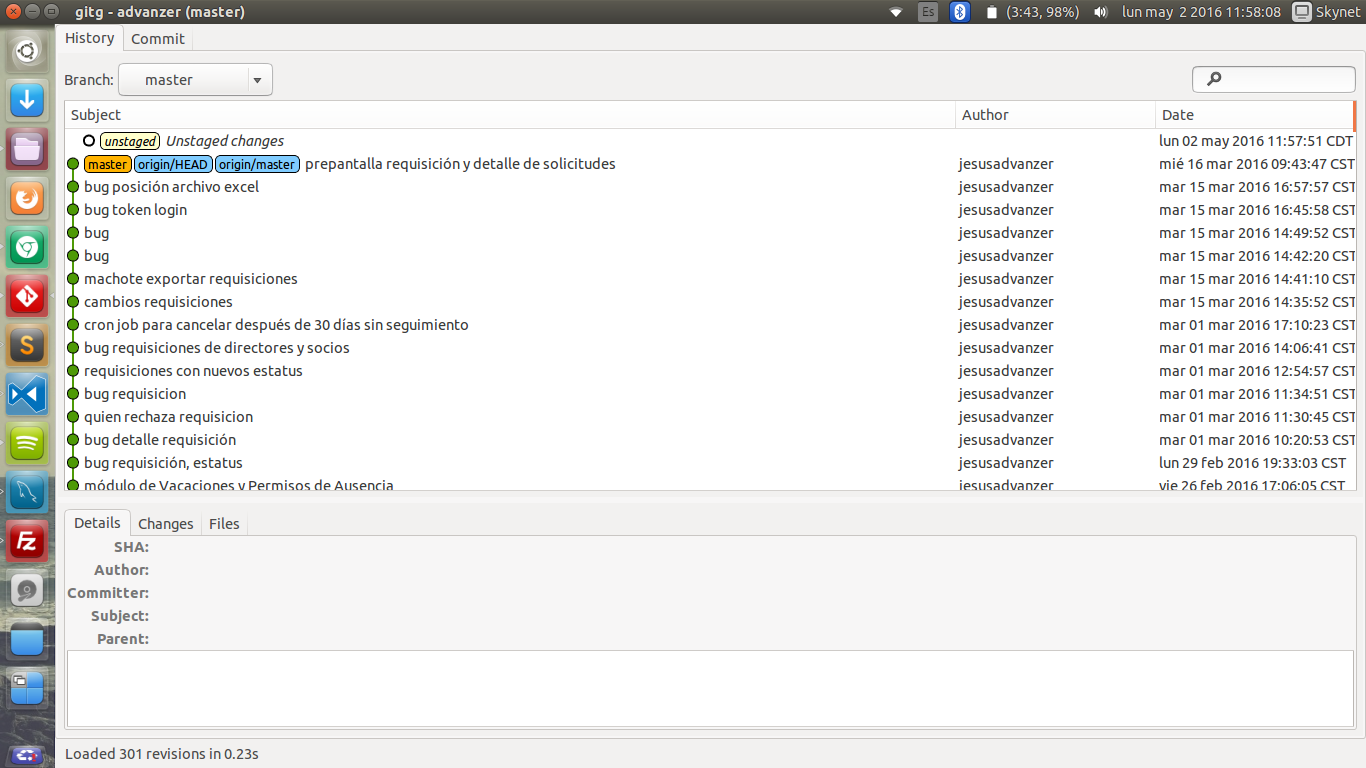 gitg - advanzer (master) Es (3:43, 98%) lun may 2 2016 11:58:08 Skynet
History Commit
Branch: master
Subject Author Date
unstaged Unstaged changes lun 02 may 2016 11:57:51 CDT
master origin/HEAD origin/master prepantalla requisición y detalle de solicitudes jesusadvanzer mié 16 mar 2016 09:43:47 CST
bug posición archivo excel jesusadvanzer mar 15 mar 2016 16:57:57 CST
bug token login jesusadvanzer mar 15 mar 2016 16:45:58 CST
bug jesusadvanzer mar 15 mar 2016 14:49:52 CST
bug jesusadvanzer mar 15 mar 2016 14:42:20 CST
machote exportar requisiciones jesusadvanzer mar 15 mar 2016 14:41:10 CST
cambios requisiciones jesusadvanzer mar 15 mar 2016 14:35:52 CST
cron job para cancelar después de 30 días sin seguimiento jesusadvanzer mar 01 mar 2016 17:10:23 CST
bug requisiciones de directores y socios jesusadvanzer mar 01 mar 2016 14:06:41 CST
requisiciones con nuevos estatus jesusadvanzer mar 01 mar 2016 12:54:57 CST
bug requisicion jesusadvanzer mar 01 mar 2016 11:34:51 CST
quien rechaza requisicion jesusadvanzer mar 01 mar 2016 11:30:45 CST
bug detalle requisición jesusadvanzer mar 01 mar 2016 10:20:53 CST
bug requisición, estatus jesusadvanzer lun 29 feb 2016 19:33:03 CST
módulo de Vacaciones y Permisos de Ausencia jesusadvanzer vie 26 feb 2016 17:06:05 CST
Details Changes Files
SHA:
Author:
Committer:
Subject:
Parent:
Loaded 301 revisions in 0.23s